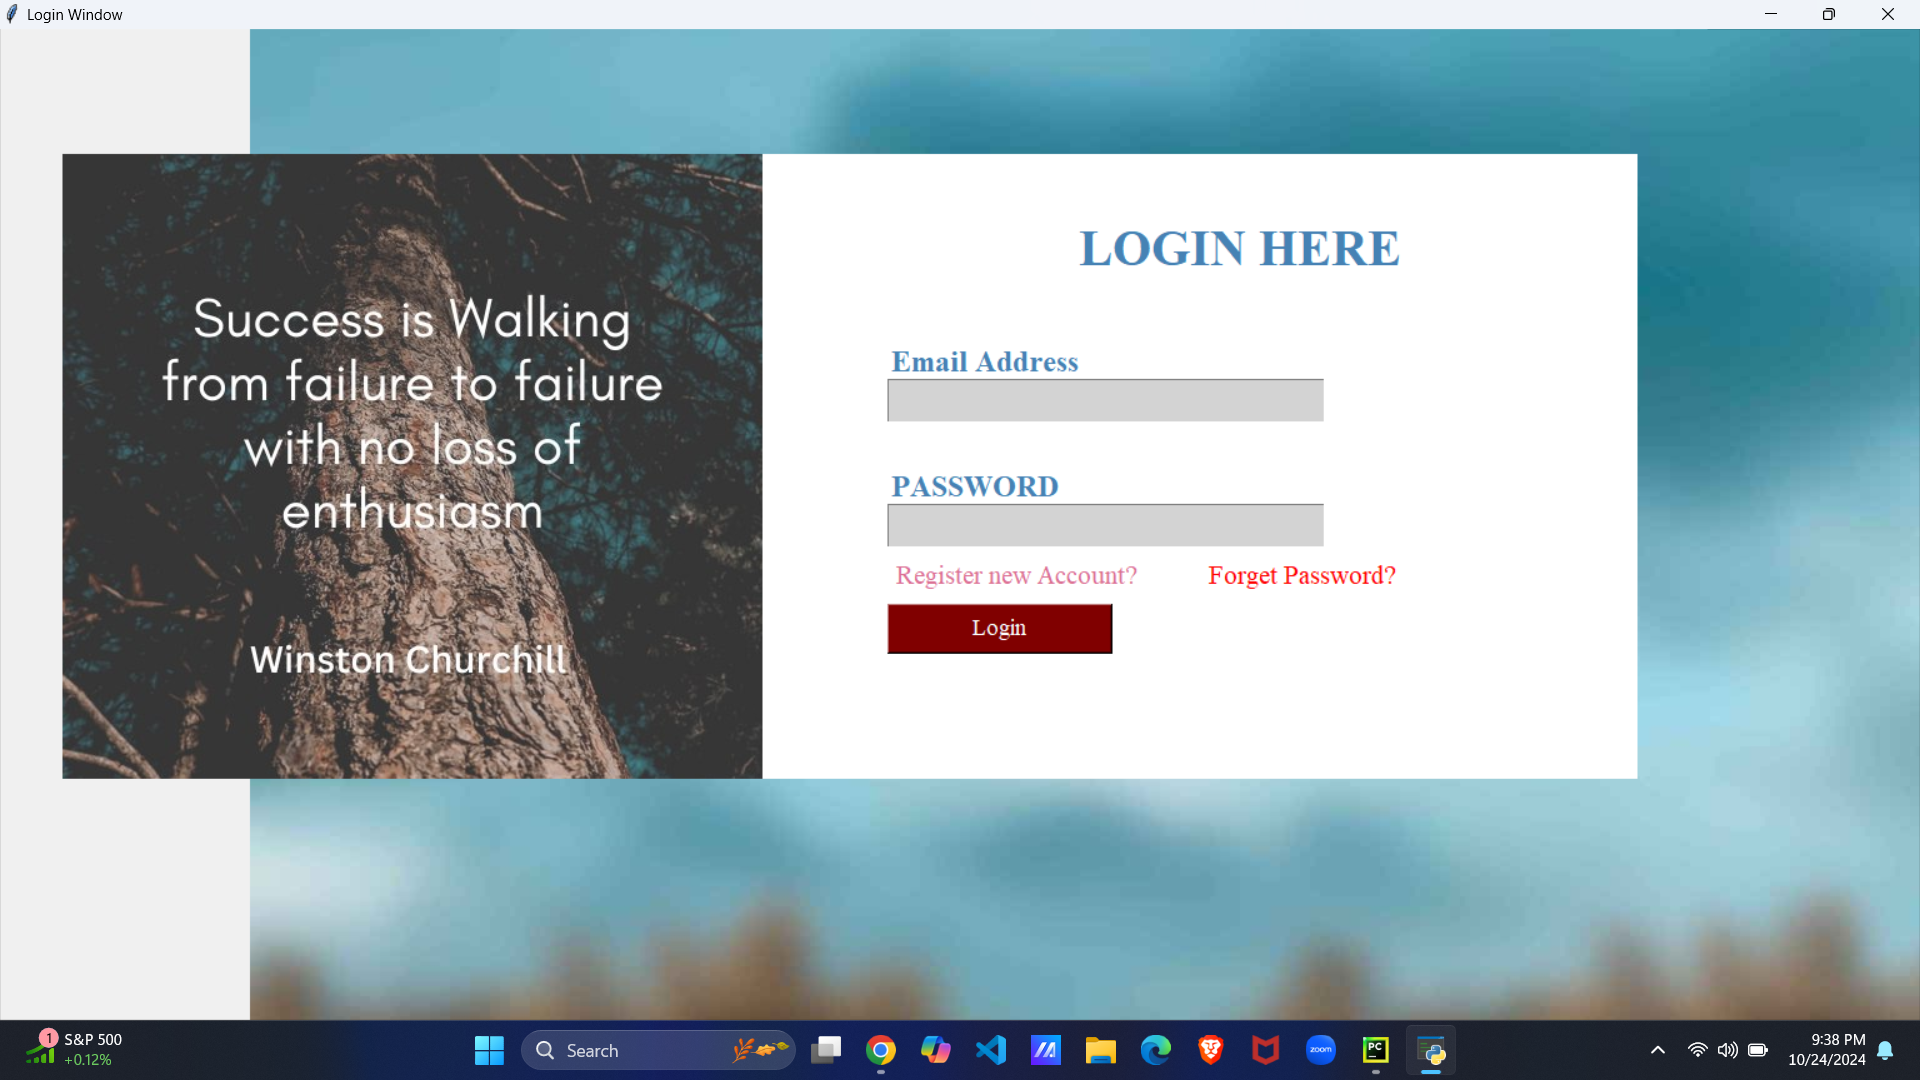 Login Window
Success is Walking
from failure to failure
with no loss of
enthusiasm
Winston Churchill
LOGIN HERE
Email Address
PASSWORD
Register new Account?
Forget Password?
Login
1
S&P 500
+0.12%
Search
zoom
PC
9:38 PM
10/24/2024